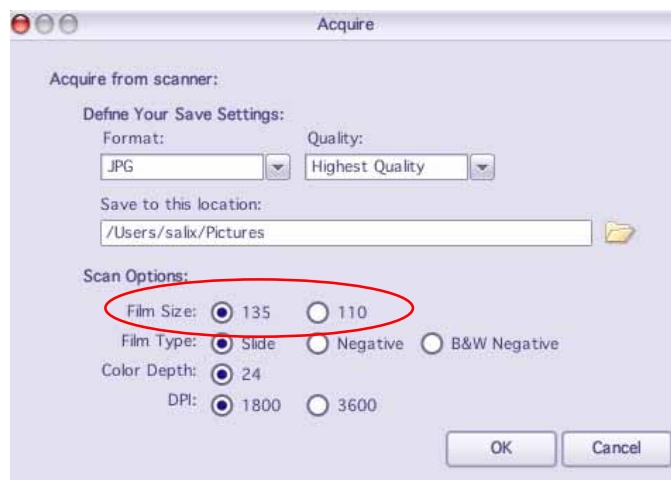 Acquire
Acquire from scanner:
Define Your Save Settings:
Format: Quality:
JPG Highest Quality
Save to this location:
/Users/salix/Pictures
Scan Options:
Film Size: 135 110
Film Type: Slide Negative B&W Negative
Color Depth: 24
DPI: 1800 3600
OK Cancel